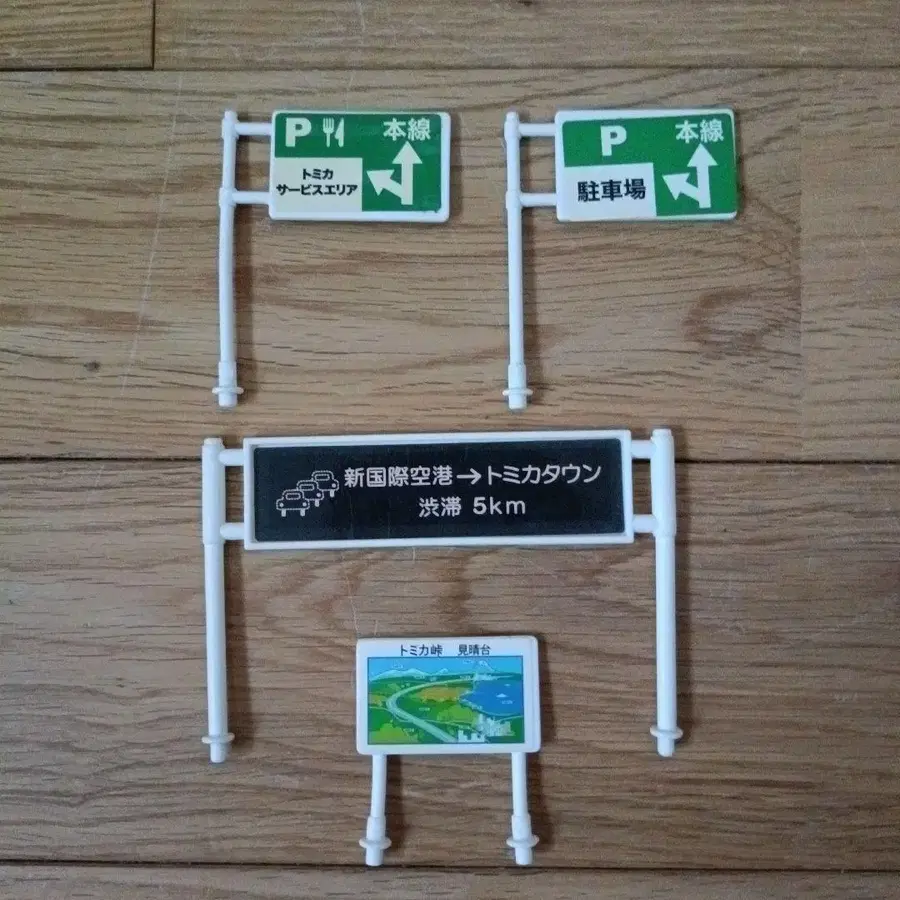 P 本線
トミカ
サービスエリア
P 本線
駐車場
新国際空港→トミカタウン
渋滞 5km
トミカ峠 見晴台